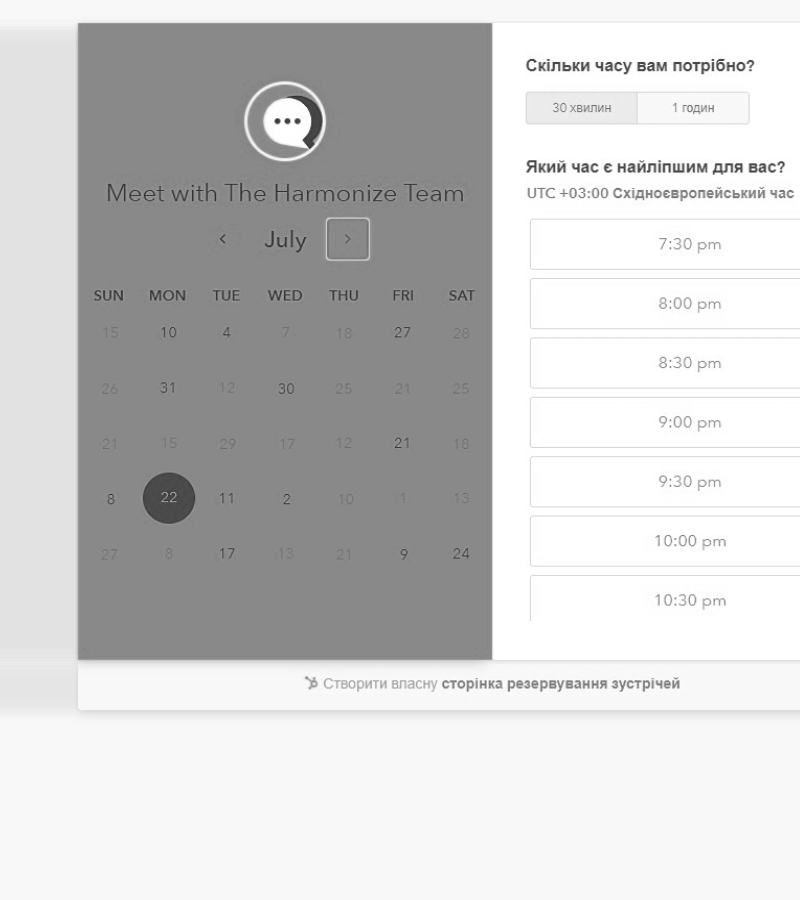 Meet with The Harmonize Team
July
SUN MON TUE WED THU FRI SAT
15 10 4 7 18 27 28
26 31 12 30 25 21 25
21 15 29 17 12 21 18
8 22 11 2 10 1 13
27 8 17 13 21 9 24
Скільки часу вам потрібно?
30 хвилин 1 годин
Який час є найліпшим для вас?
UTC +03:00 Східноєвропейський час
7:30 pm
8:00 pm
8:30 pm
9:00 pm
9:30 pm
10:00 pm
10:30 pm
Створити власну сторінка резервування зустрічей